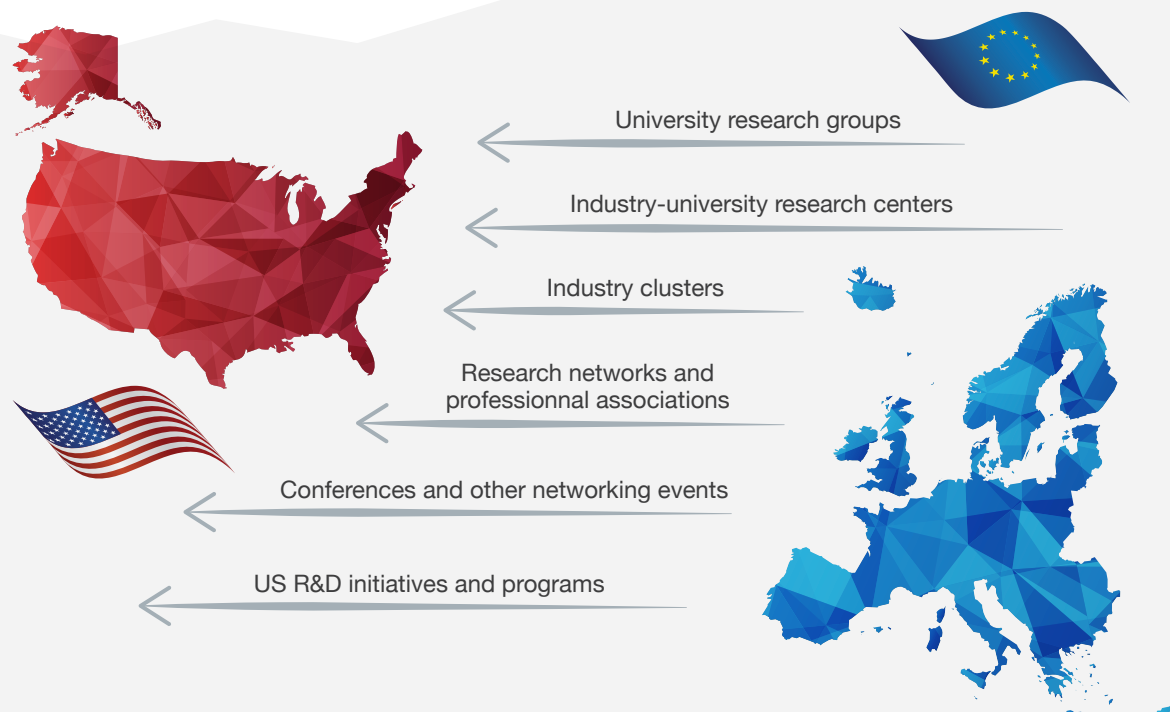 University research groups
Industry-university research centers
Industry clusters
Research networks and
professionnal associations
Conferences and other networking events
US R&D initiatives and programs